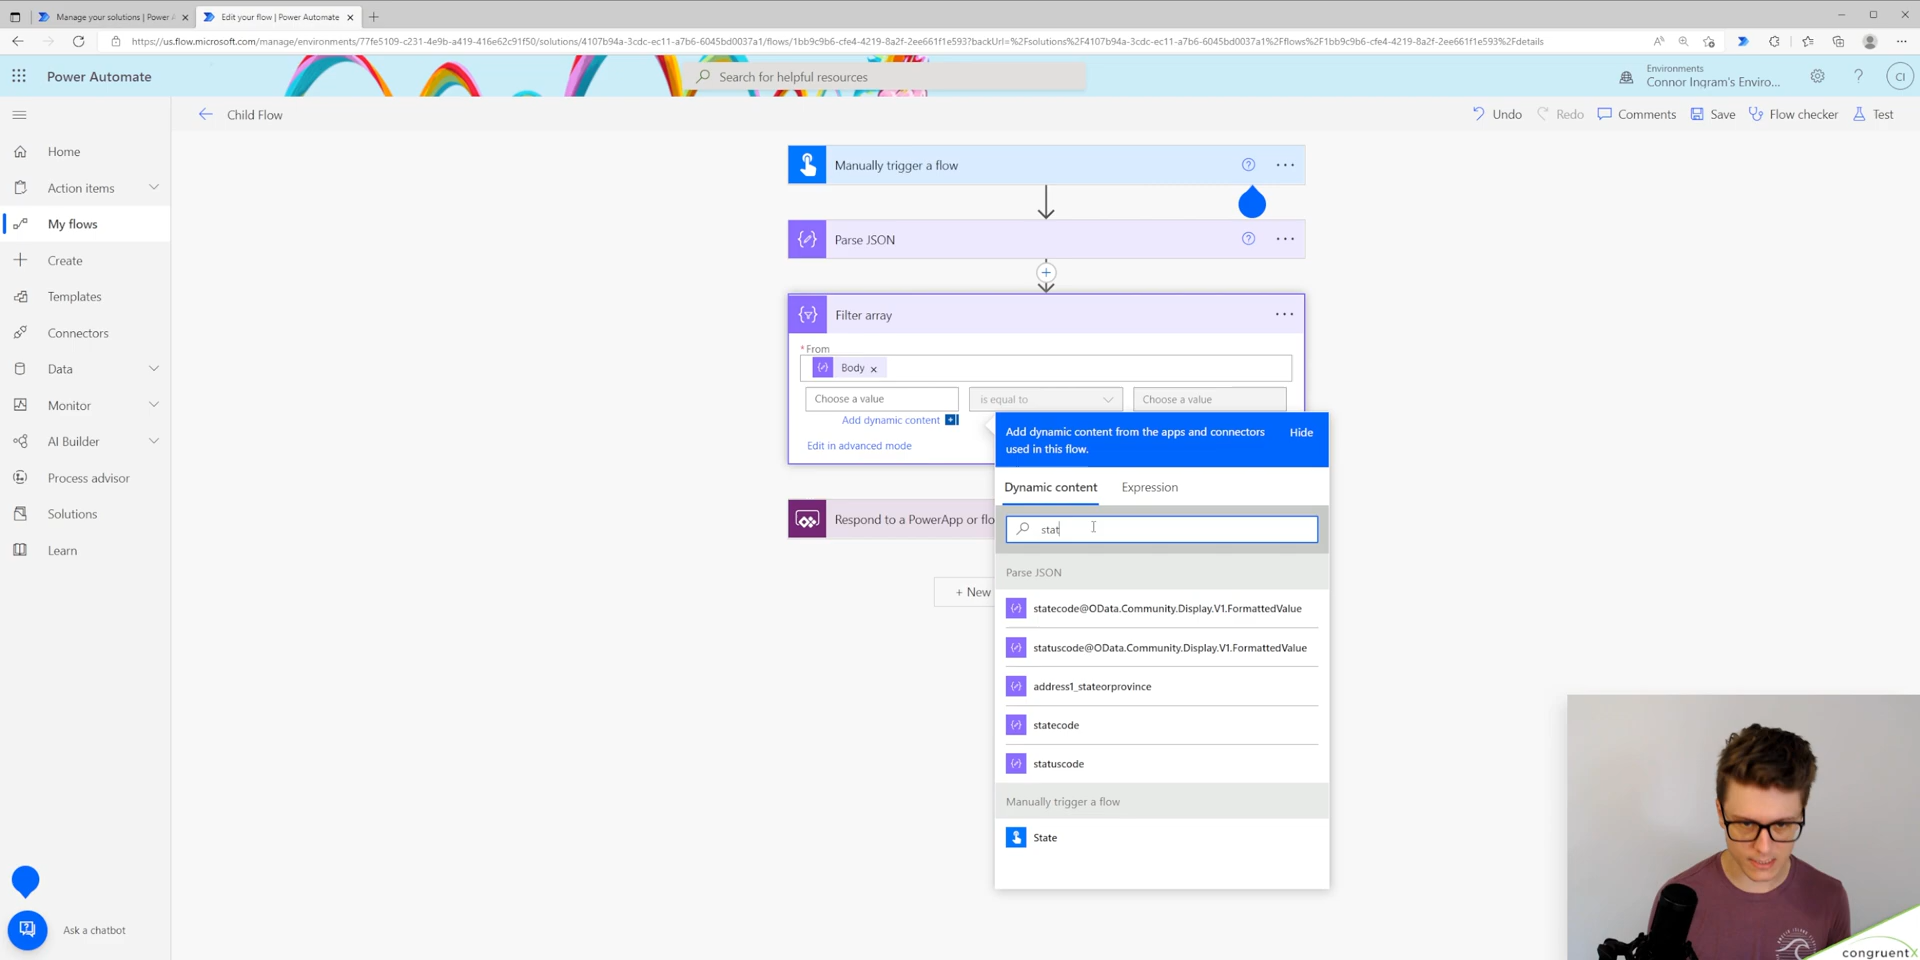 Manage your solutions | Power A
Edit your flow | Power Automate
https://us.flow.microsoft.com/manage/environments/77fe5109-c231-4e9b-a419-416e62c91f50/solutions/4107b94a-3cdc-ec11-a7b6-6045bd0037a1/flows/1bb9c9b6-cfe4-4219-8a2f-2ee661f1e593?backUrl=%2Fsolutions%2F4107b94a-3cdc-ec11-a7b6-6045bd0037a1%2Fflows%2F1bb9c9b6-cfe4-4219-8a2f-2ee661f1e593%2Fdetails
Power Automate
Search for helpful resources
Environments
Connor Ingram's Enviro...
CI
Child Flow
Undo
Redo
Comments
Save
Flow checker
Test
Home
Action items
My flows
Create
Templates
Connectors
Data
Monitor
AI Builder
Process advisor
Solutions
Learn
Ask a chatbot
Manually trigger a flow
Parse JSON
Filter array
* From
Body
Choose a value
is equal to
Choose a value
Add dynamic content
Edit in advanced mode
Respond to a PowerApp or flo
+ New
Add dynamic content from the apps and connectors
used in this flow.
Hide
Dynamic content
Expression
stat
Parse JSON
statecode@OData.Community.Display.V1.FormattedValue
statuscode@OData.Community.Display.V1.FormattedValue
address1_stateorprovince
statecode
statuscode
Manually trigger a flow
State
congruentX